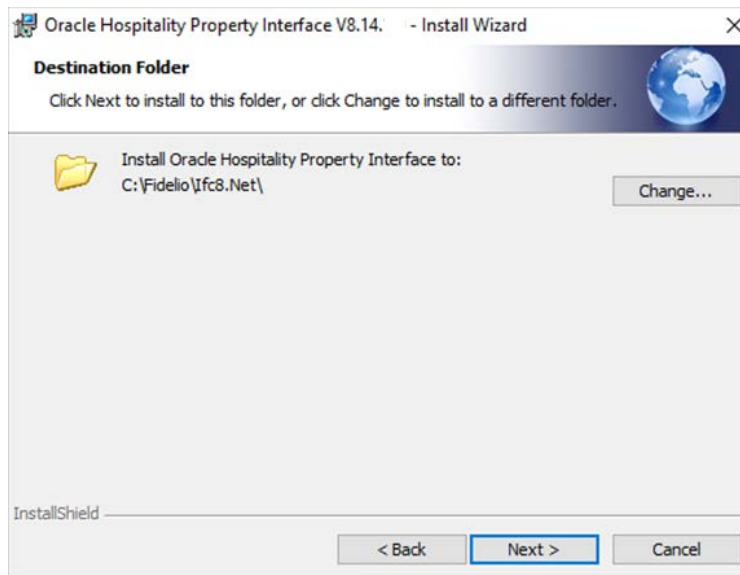 Oracle Hospitality Property Interface V8.14. - Install Wizard
Destination Folder
Click Next to install to this folder, or click Change to install to a different folder.
Install Oracle Hospitality Property Interface to:
C:\Fidelio\Ifc8.Net\
Change...
InstallShield
< Back
Next >
Cancel